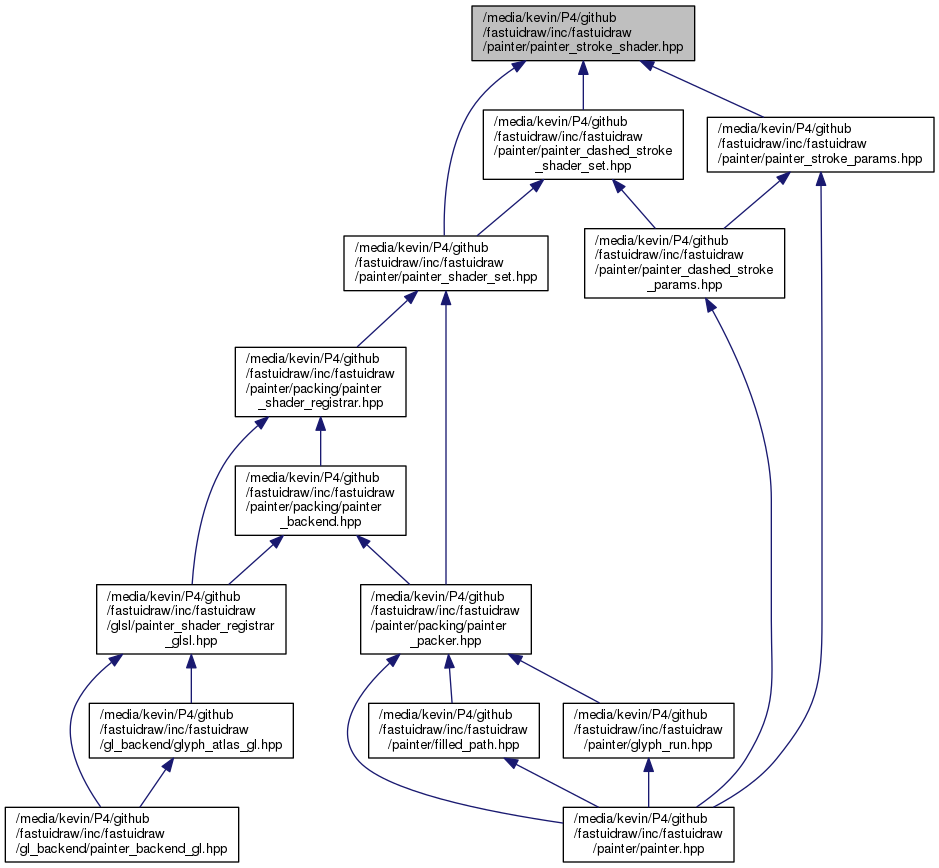 /media/kevin/P4/github
/fastuidraw/inc/fastuidraw
/painter/painter_stroke_shader.hpp
/media/kevin/P4/github
/fastuidraw/inc/fastuidraw
/painter/painter_dashed_stroke
_shader_set.hpp
/media/kevin/P4/github
/fastuidraw/inc/fastuidraw
/painter/painter_stroke_params.hpp
/media/kevin/P4/github
/fastuidraw/inc/fastuidraw
/painter/painter_shader_set.hpp
/media/kevin/P4/github
/fastuidraw/inc/fastuidraw
/painter/painter_dashed_stroke
_params.hpp
/media/kevin/P4/github
/fastuidraw/inc/fastuidraw
/painter/packing/painter
_shader_registrar.hpp
/media/kevin/P4/github
/fastuidraw/inc/fastuidraw
/painter/packing/painter
_backend.hpp
/media/kevin/P4/github
/fastuidraw/inc/fastuidraw
/glsl/painter_shader_registrar
_glsl.hpp
/media/kevin/P4/github
/fastuidraw/inc/fastuidraw
/painter/packing/painter
_packer.hpp
/media/kevin/P4/github
/fastuidraw/inc/fastuidraw
/gl_backend/glyph_atlas_gl.hpp
/media/kevin/P4/github
/fastuidraw/inc/fastuidraw
/painter/filled_path.hpp
/media/kevin/P4/github
/fastuidraw/inc/fastuidraw
/painter/glyph_run.hpp
/media/kevin/P4/github
/fastuidraw/inc/fastuidraw
/gl_backend/painter_backend_gl.hpp
/media/kevin/P4/github
/fastuidraw/inc/fastuidraw
/painter/painter.hpp